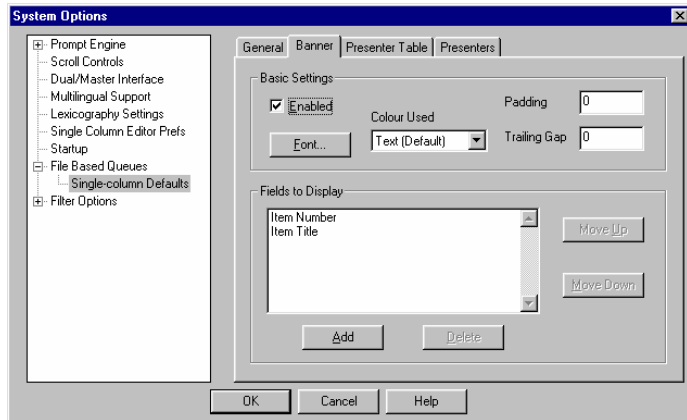 System Options
Prompt Engine
Scroll Controls
Dual/Master Interface
Multilingual Support
Lexicography Settings
Single Column Editor Prefs
Startup
File Based Queues
Single-column Defaults
Filter Options
General
Banner
Presenter Table
Presenters
Basic Settings
Enabled
Font...
Colour Used
Text (Default)
Padding
0
Trailing Gap
0
Fields to Display
Item Number
Item Title
Move Up
Move Down
Add
Delete
OK
Cancel
Help